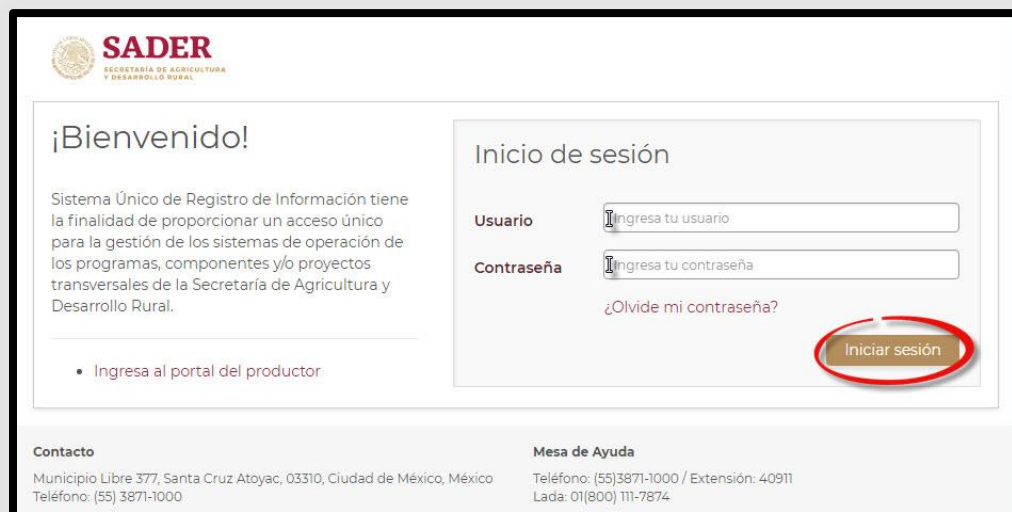 SADER
SECRETARÍA DE AGRICULTURA
Y DESARROLLO RURAL
¡Bienvenido!
Sistema Único de Registro de Información tiene
la finalidad de proporcionar un acceso único
para la gestión de los sistemas de operación de
los programas, componentes y/o proyectos
transversales de la Secretaría de Agricultura y
Desarrollo Rural.
Ingresa al portal del productor
Inicio de sesión
Usuario
Ingresa tu usuario
Contraseña
Ingresa tu contraseña
¿Olvide mi contraseña?
Iniciar sesión
Contacto
Municipio Libre 377, Santa Cruz Atoyac, 03310, Ciudad de México, México
Teléfono: (55) 3871-1000
Mesa de Ayuda
Teléfono: (55)3871-1000 / Extensión: 40911
Lada: 01(800) 111-7874